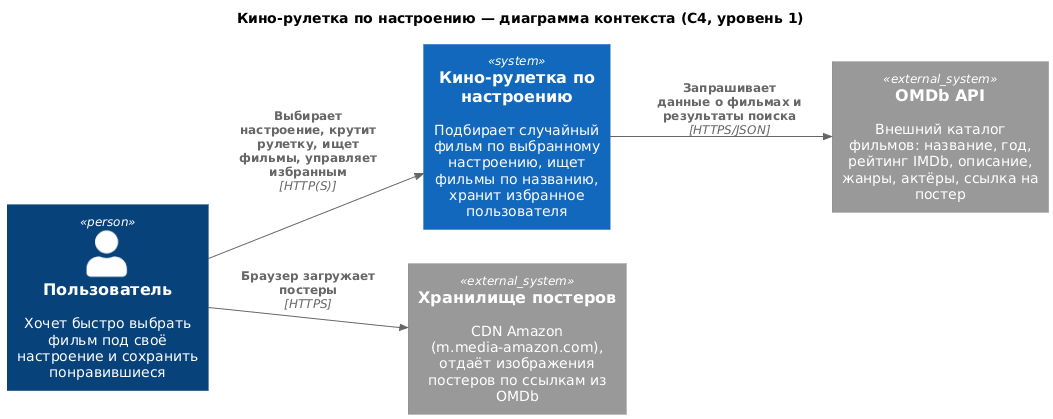 Кино-рулетка по настроению — диаграмма контекста (C4, уровень 1)
«system»
Кино-рулетка по
настроению
Подбирает случайный
фильм по выбранному
настроению, ищет
фильмы по названию,
хранит избранное
пользователя
Запрашивает
данные о фильмах и
результаты поиска
[HTTPS/JSON]
«external_system»
OMDb API
Внешний каталог
фильмов: название, год,
рейтинг IMDb, описание,
жанры, актёры, ссылка на
постер
Выбирает
настроение, крутит
рулетку, ищет
фильмы, управляет
избранным
[HTTP(S)]
«person»
Пользователь
Хочет быстро выбрать
фильм под своё
настроение и сохранить
понравившиеся
Браузер загружает
постеры
[HTTPS]
«external_system»
Хранилище постеров
CDN Amazon
(m.media-amazon.com),
отдаёт изображения
постеров по ссылкам из
OMDb